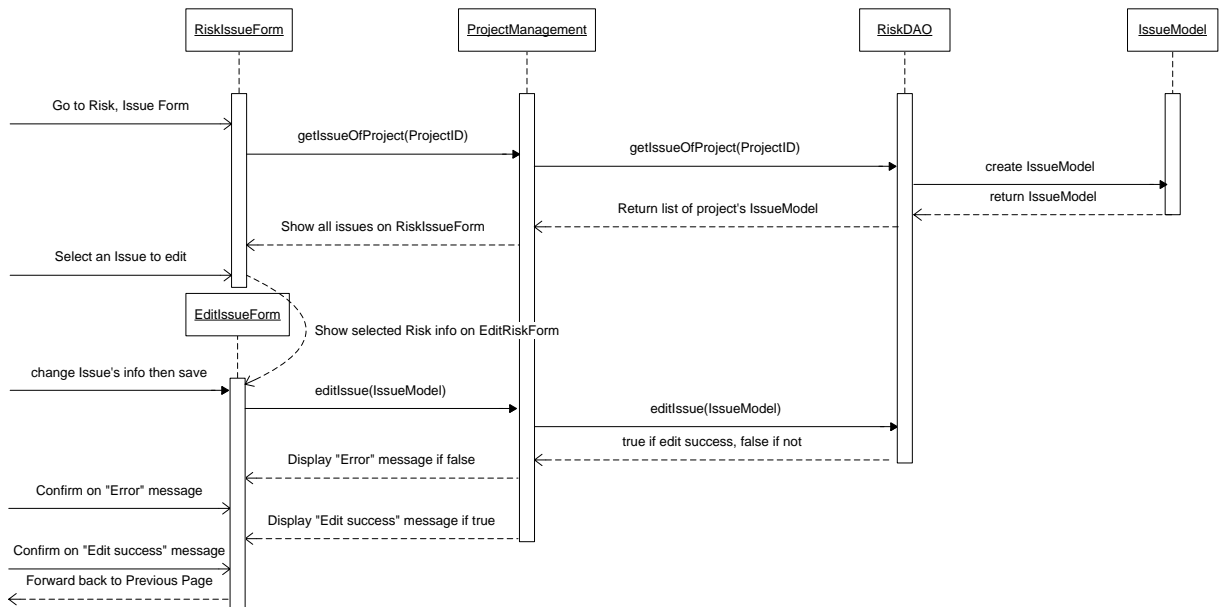 RiskIssueForm
ProjectManagement
RiskDAO
IssueModel
Go to Risk, Issue Form
getIssueOfProject(ProjectID)
getIssueOfProject(ProjectID)
create IssueModel
return IssueModel
Return list of project's IssueModel
Show all issues on RiskIssueForm
Select an Issue to edit
EditIssueForm
Show selected Risk info on EditRiskForm
change Issue's info then save
editIssue(IssueModel)
editIssue(IssueModel)
true if edit success, false if not
Display "Error" message if false
Confirm on "Error" message
Display "Edit success" message if true
Confirm on "Edit success" message
Forward back to Previous Page